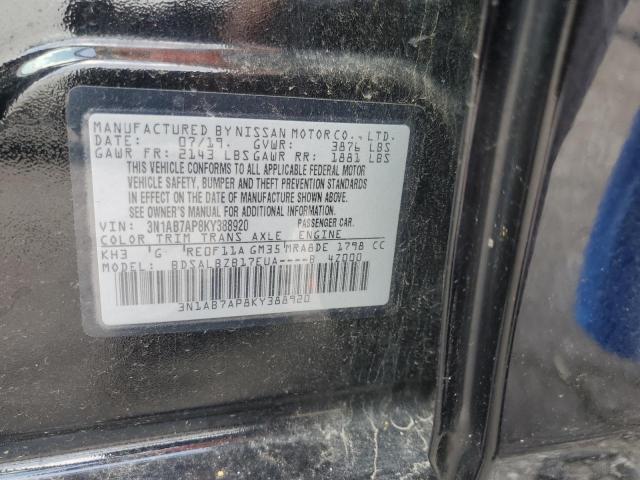 MANUFACTURED BY NISSAN MOTOR CO., LTD.
DATE: 07/19. GVWR: 3876 LBS
GAWR FR: 2143 LBS GAWR RR: 1881 LBS
THIS VEHICLE CONFORMS TO ALL APPLICABLE FEDERAL MOTOR
VEHICLE SAFETY, BUMPER AND THEFT PREVENTION STANDARDS
IN EFFECT ON THE DATE OF MANUFACTURE SHOWN ABOVE.
SEE OWNER'S MANUAL FOR ADDITIONAL INFORMATION.
VIN: 3N1AB7AP8KY388920 PASSENGER CAR.
COLOR TRIM TRANS AXLE ENGINE
KH3 G RE0F11A GM35 MRA8DE 1798 CC
MODEL: BDSALBZB17EUA----B 47000
3N1AB7AP8KY388920